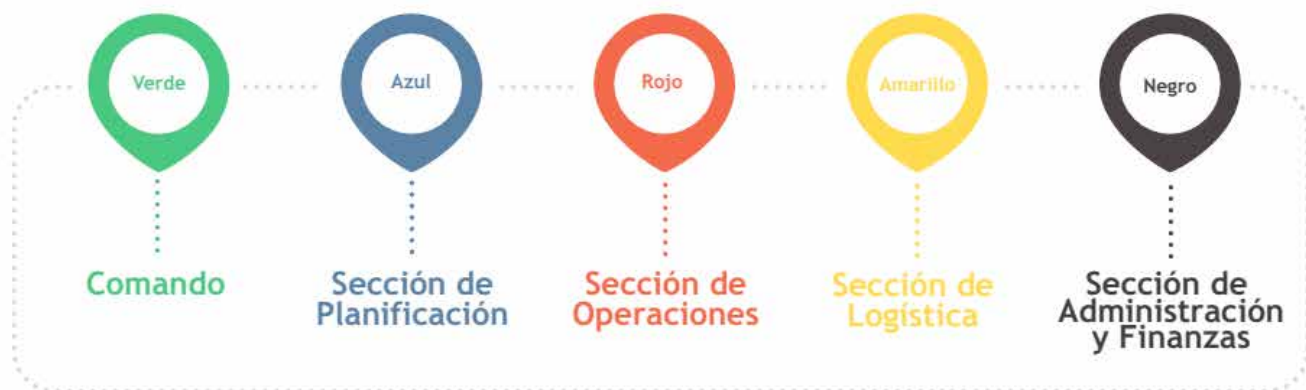 Verde
Azul
Rojo
Amarillo
Negro
Comando
Sección de
Planificación
Sección de
Operaciones
Sección de
Logística
Sección de
Administración
y Finanzas